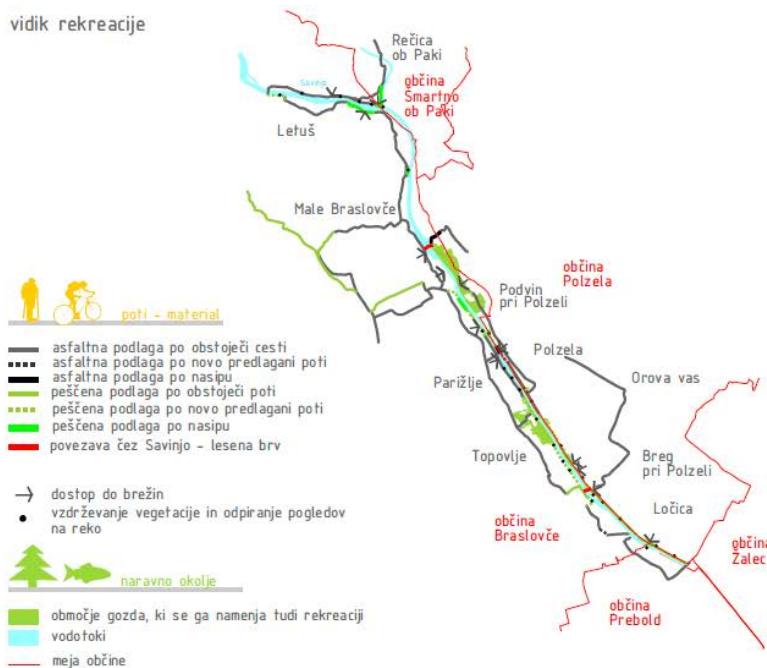 vidik rekreacije
Rečica
ob Paki
občina
Šmartno
ob Paki
Savinja
Letuš
Male Braslovče
občina
Polzela
Podvin
pri Polzeli
Polzela
Orova vas
Parižlje
Topovlje
Breg
pri Polzeli
Ločica
občina
Braslovče
občina
Žalec
občina
Prebold
poti - material
asfaltna podlaga po obstoječi cesti
asfaltna podlaga po novo predlagani poti
asfaltna podlaga po nasipu
peščena podlaga po obstoječi poti
peščena podlaga po novo predlagani poti
peščena podlaga po nasipu
povezava čez Savinjo - lesena brv
dostop do brežin
vzdrževanje vegetacije in odpiranje pogledov
na reko
naravno okolje
območje gozda, ki se ga namenja tudi rekreaciji
vodotoki
meja občine